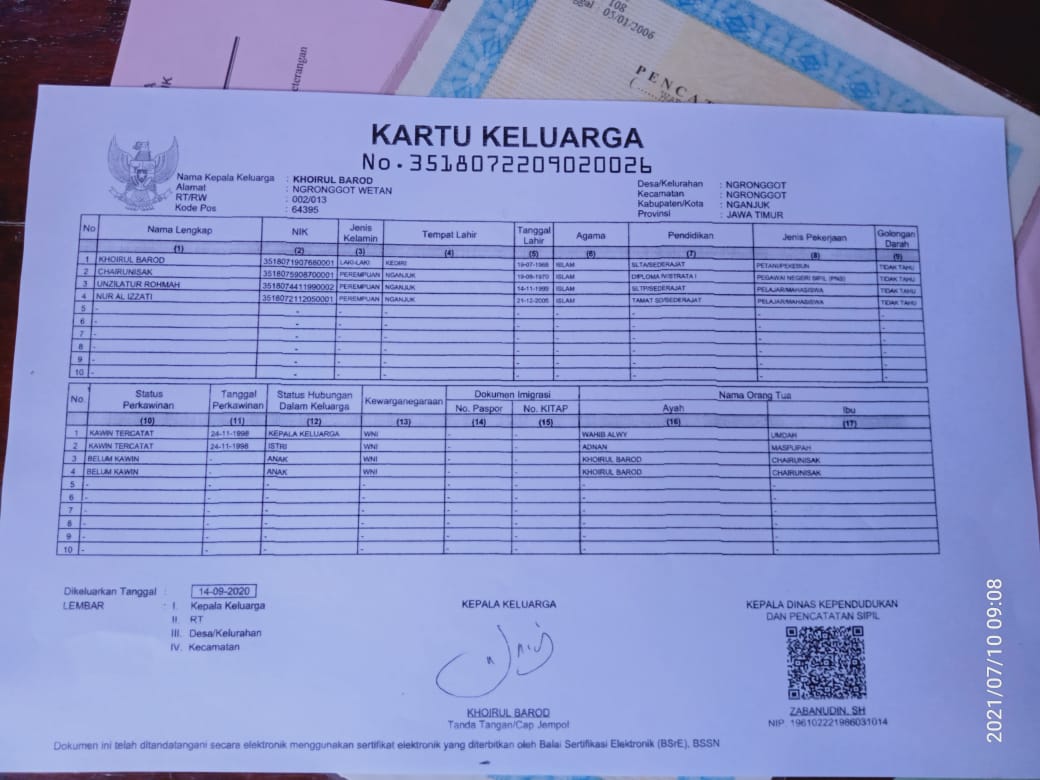 108
05/01/2006
PENCAT
eterangan
KARTU KELUARGA
No.3518072209020026
Nama Kepala Keluarga : KHOIRUL BAROD
Alamat : NGRONGGOT WETAN
RT/RW : 002/013
Kode Pos : 64395
Desa/Kelurahan : NGRONGGOT
Kecamatan : NGRONGGOT
Kabupaten/Kota : NGANJUK
Provinsi : JAWA TIMUR
No Nama Lengkap NIK Jenis Kelamin Tempat Lahir Tanggal Lahir Agama Pendidikan Jenis Pekerjaan Golongan Darah
(1) (2) (3) (4) (5) (6) (7) (8) (9)
1 KHOIRUL BAROD 3518071907680001 LAKI-LAKI KEDIRI 19-07-1968 ISLAM SLTA/SEDERAJAT PETANI/PEKEBUN TIDAK TAHU
2 CHAIRUNISAK 3518075908700001 PEREMPUAN NGANJUK 19-08-1970 ISLAM DIPLOMA IV/STRATA I PEGAWAI NEGERI SIPIL (PNS) TIDAK TAHU
3 UNZILATUR ROHMAH 3518074411990002 PEREMPUAN NGANJUK 14-11-1999 ISLAM SLTP/SEDERAJAT PELAJAR/MAHASISWA TIDAK TAHU
4 NUR AL IZZATI 3518072112050001 PEREMPUAN NGANJUK 21-12-2005 ISLAM TAMAT SD/SEDERAJAT PELAJAR/MAHASISWA TIDAK TAHU
5 - - - - - - - - -
6 - - - - - - - - -
7 - - - - - - - - -
8 - - - - - - - - -
9 - - - - - - - - -
10 - - - - - - - - -
No. Status Perkawinan Tanggal Perkawinan Status Hubungan Dalam Keluarga Kewarganegaraan Dokumen Imigrasi Nama Orang Tua
No. Paspor No. KITAP Ayah Ibu
(10) (11) (12) (13) (14) (15) (16) (17)
1 KAWIN TERCATAT 24-11-1998 KEPALA KELUARGA WNI - - WAHIB ALWY UMDAH
2 KAWIN TERCATAT 24-11-1998 ISTRI WNI - - ADNAN MASPUPAH
3 BELUM KAWIN - ANAK WNI - - KHOIRUL BAROD CHAIRUNISAK
4 BELUM KAWIN - ANAK WNI - - KHOIRUL BAROD CHAIRUNISAK
5 - - - - - - - -
6 - - - - - - - -
7 - - - - - - - -
8 - - - - - - - -
9 - - - - - - - -
10 - - - - - - - -
Dikeluarkan Tanggal : 14-09-2020
LEMBAR : I. Kepala Keluarga
II. RT
III. Desa/Kelurahan
IV. Kecamatan
KEPALA KELUARGA
KHOIRUL BAROD
Tanda Tangan/Cap Jempol
KEPALA DINAS KEPENDUDUKAN
DAN PENCATATAN SIPIL
ZABANUDIN, SH
NIP. 196102221986031014
Dokumen ini telah ditandatangani secara elektronik menggunakan sertifikat elektronik yang diterbitkan oleh Balai Sertifikasi Elektronik (BSrE), BSSN
2021/07/10 09:08